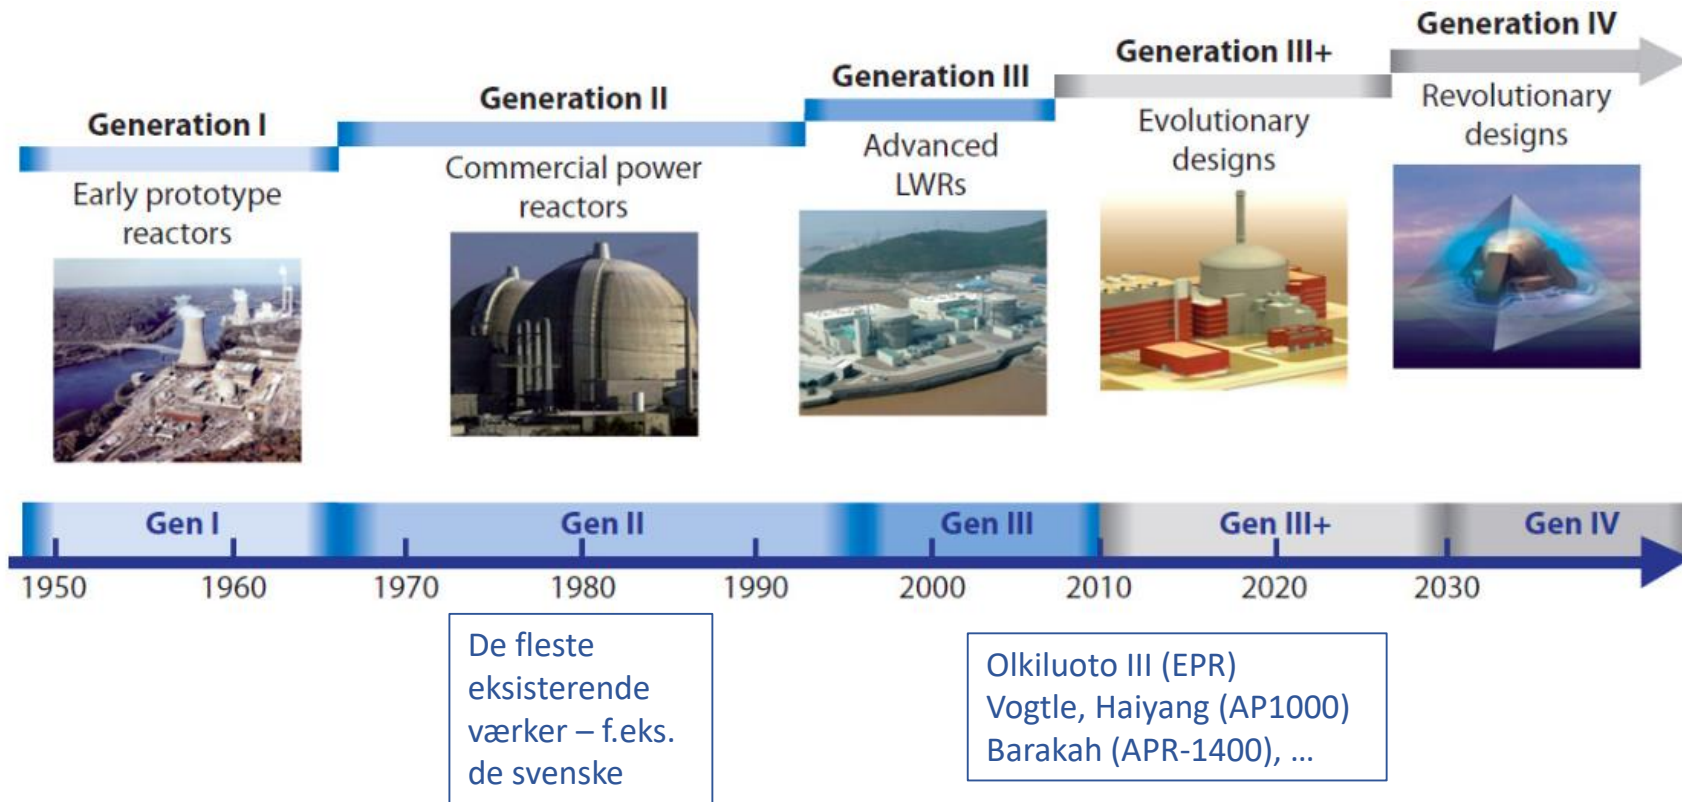 Generation I
Early prototype
reactors
Generation II
Commercial power
reactors
Generation III
Advanced
LWRs
Generation III+
Evolutionary
designs
Generation IV
Revolutionary
designs
Gen I
Gen II
Gen III
Gen III+
Gen IV
1950
1960
1970
1980
1990
2000
2010
2020
2030
De fleste
eksisterende
værker – f.eks.
de svenske
Olkiluoto III (EPR)
Vogtle, Haiyang (AP1000)
Barakah (APR-1400), ...